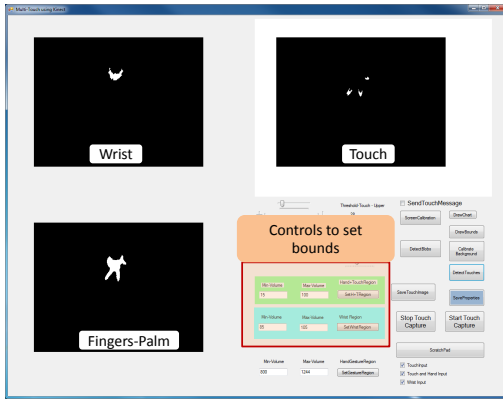 Multi-Touch using Kinect
Wrist
Touch
Threshold Touch - Upper
SendTouchMessage
ScreenCalibration
DrawChart
DrawBounds
Controls to set
bounds
DetectBlobs
Calibrate
Background
DetectTouches
Min Volume
Max Volume
Hand+TouchRegion
15
100
SetH+TRegion
SaveTouchImage
SaveProperties
Min Volume
Max Volume
Wrist Region
100
SetWristRegion
Stop Touch
Capture
Start Touch
Capture
Fingers-Palm
ScratchPad
Min Volume
Max Volume
HandGestureRegion
1244
SetGestureRegion
TouchInput
Touch and Hand Input
Wrist Input